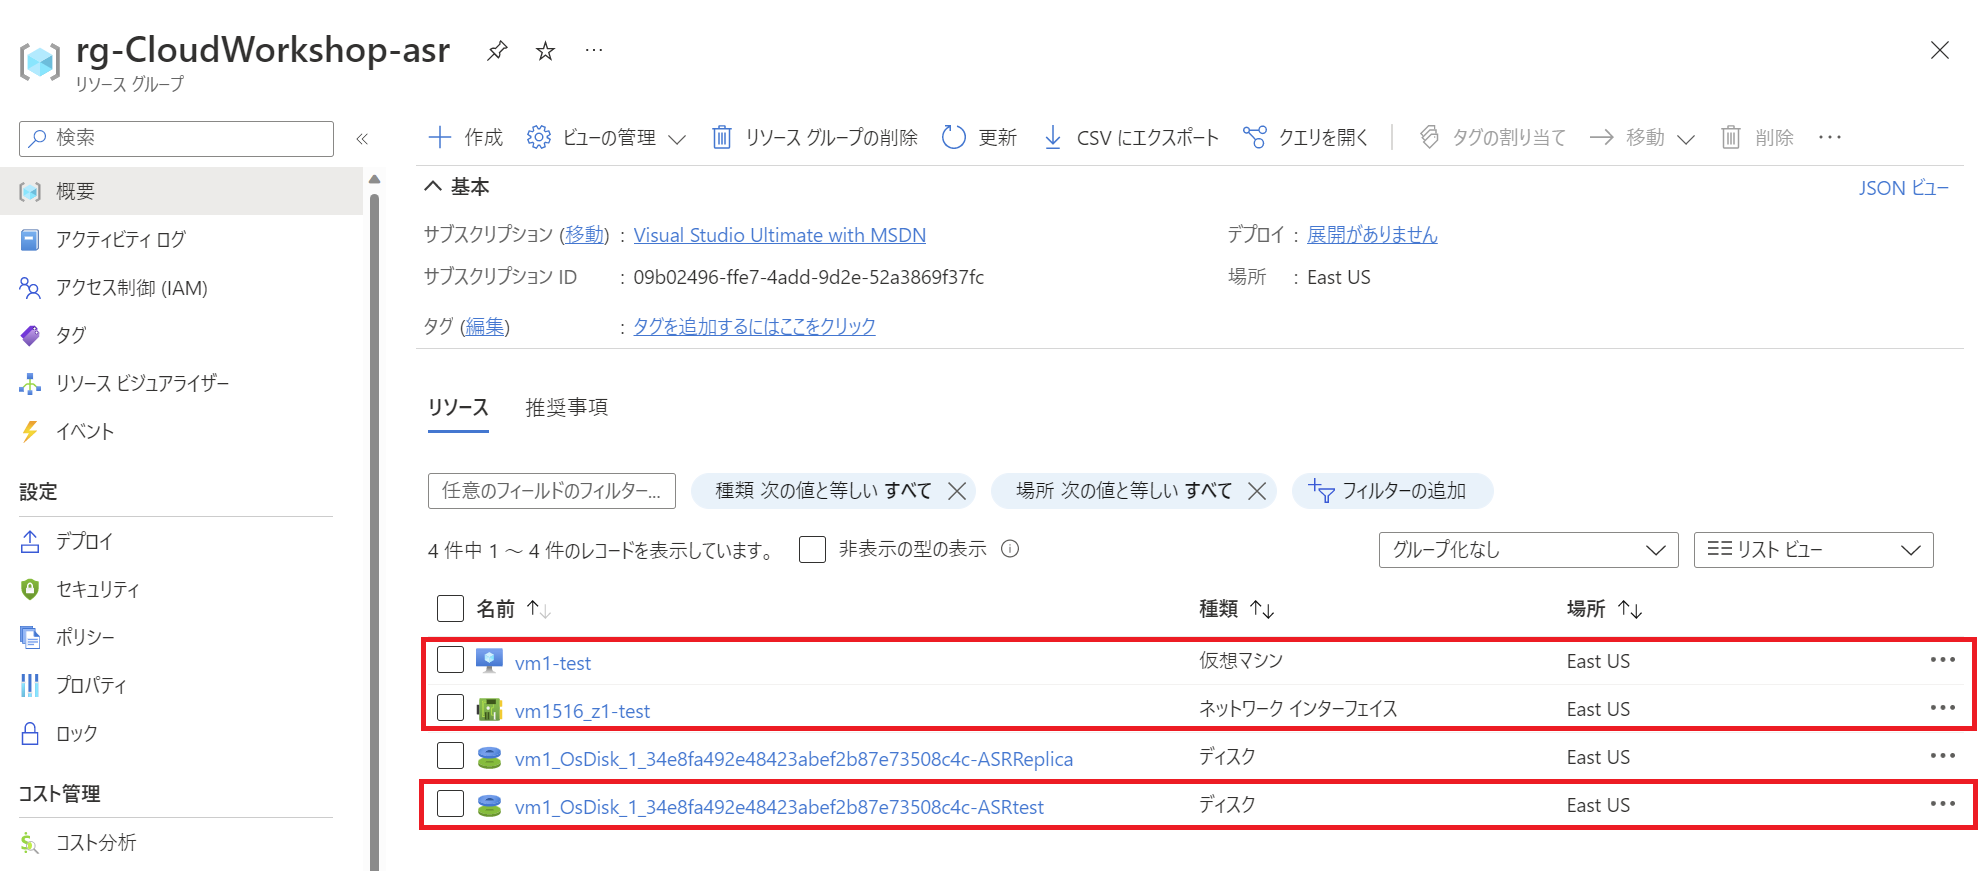 rg-CloudWorkshop-asr
リソース グループ
検索
作成 ビューの管理 リソース グループの削除 更新 CSV にエクスポート クエリを開く タグの割り当て 移動 削除
概要
アクティビティ ログ
アクセス制御 (IAM)
タグ
リソース ビジュアライザー
イベント
設定
デプロイ
セキュリティ
ポリシー
プロパティ
ロック
コスト管理
コスト分析
基本
JSON ビュー
サブスクリプション (移動) : Visual Studio Ultimate with MSDN
デプロイ : 展開がありません
サブスクリプション ID : 09b02496-ffe7-4add-9d2e-52a3869f37fc
場所 : East US
タグ (編集) : タグを追加するにはここをクリック
リソース 推奨事項
任意のフィールドのフィルター... 種類 次の値と等しい すべて 場所 次の値と等しい すべて フィルターの追加
4 件中 1 ～ 4 件のレコードを表示しています。 非表示の型の表示 グループ化なし リスト ビュー
名前 種類 場所
vm1-test 仮想マシン East US
vm1516_z1-test ネットワーク インターフェイス East US
vm1_OsDisk_1_34e8fa492e48423abef2b87e73508c4c-ASRReplica ディスク East US
vm1_OsDisk_1_34e8fa492e48423abef2b87e73508c4c-ASRtest ディスク East US